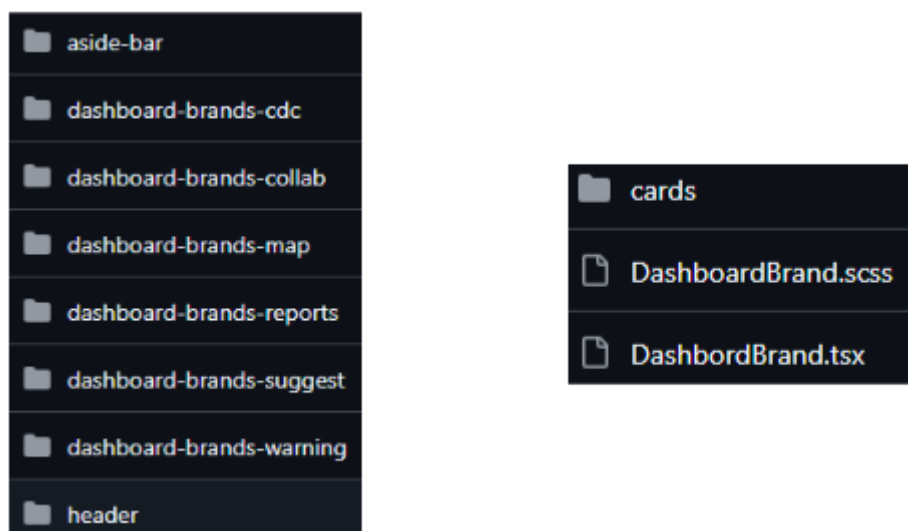 aside-bar
dashboard-brands-cdc
dashboard-brands-collab
dashboard-brands-map
dashboard-brands-reports
dashboard-brands-suggest
dashboard-brands-warning
header
cards
DashboardBrand.scss
DashbordBrand.tsx